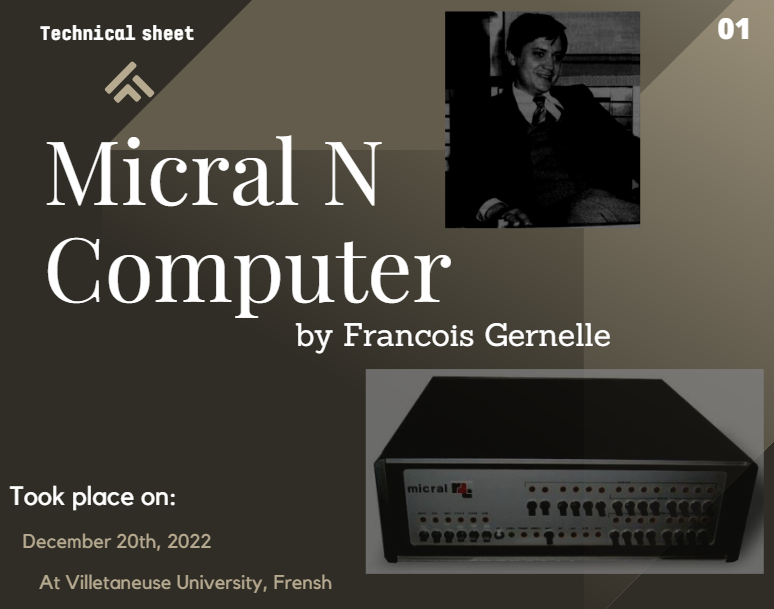 Technical sheet
01
Micral N
Computer
by Francois Gernelle
micral
Took place on:
December 20th, 2022
At Villetaneuse University, Frensh